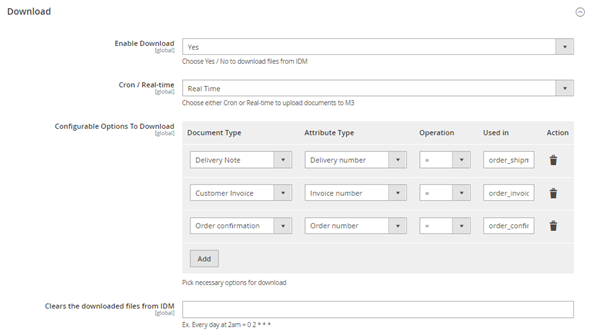 Download
Enable Download
[global]
Yes
Choose Yes / No to download files from IDM
Cron / Real-time
[global]
Real Time
Choose either Cron or Real-time to upload documents to M3
Configurable Options To Download
[global]
Document Type Attribute Type Operation Used in Action
Delivery Note Delivery number = order_shipm
Customer Invoice Invoice number = order_invoic
Order confirmation Order number = order_confir
Add
Pick necessary options for download
Clears the downloaded files from IDM
[global]
Ex. Every day at 2am = 0 2 * * *